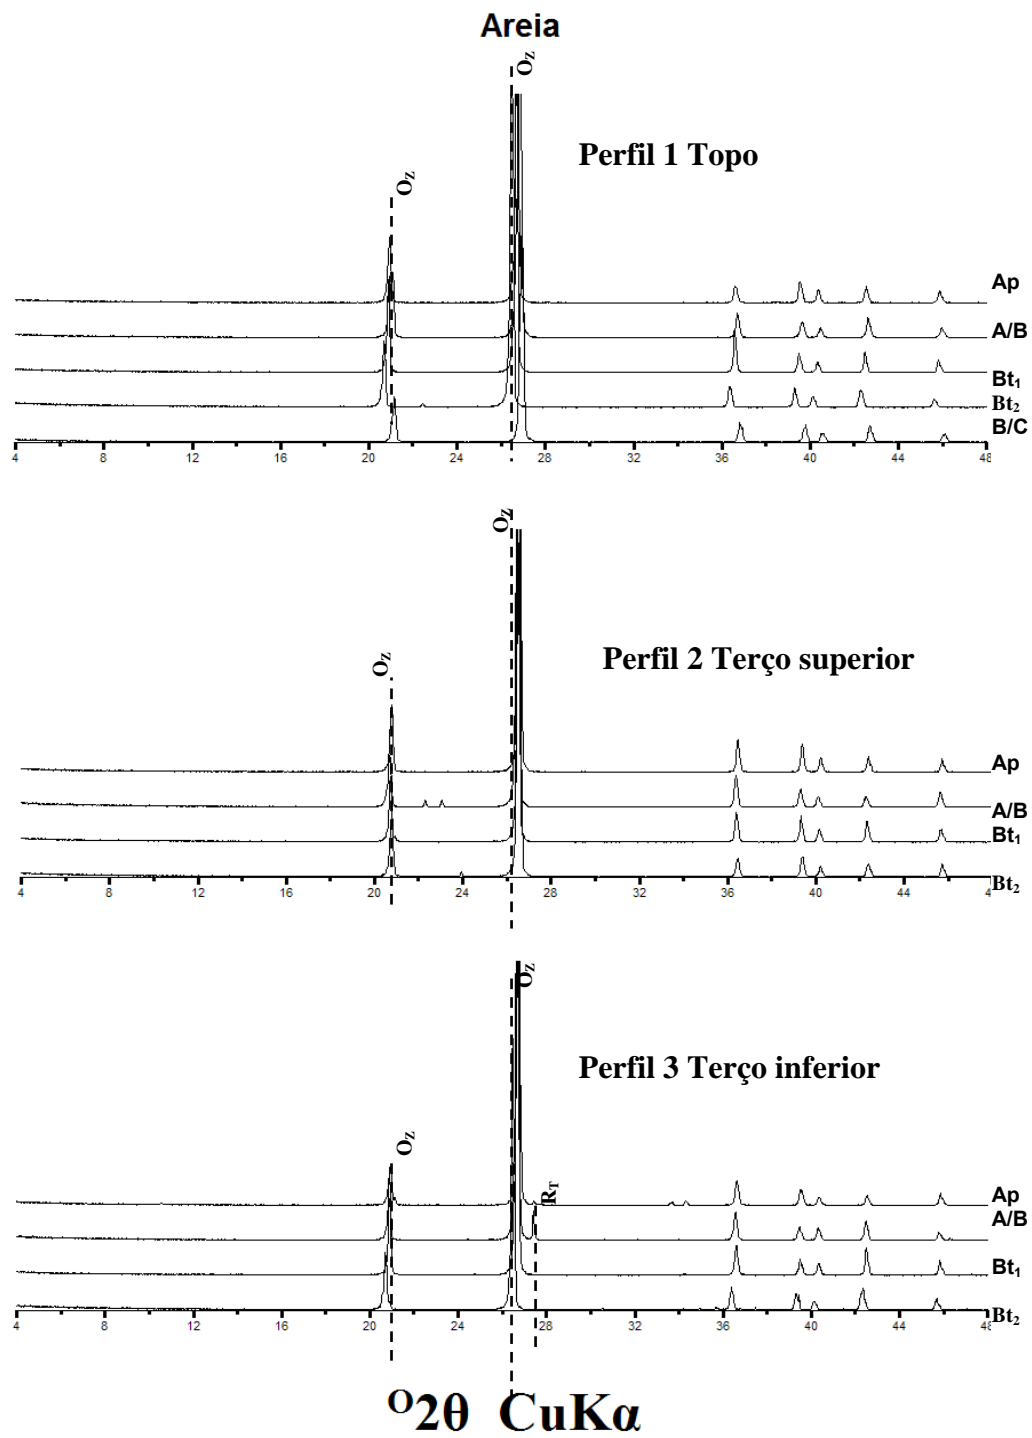 Areia
Oz
Perfil 1 Topo
Oz
Ap
A/B
Bt1
Bt2
B/C
4 8 12 16 20 24 28 32 36 40 44 48
Oz
Perfil 2 Terço superior
Oz
Ap
A/B
Bt1
Bt2
4 8 12 16 20 24 28 32 36 40 44 4
Oz
Perfil 3 Terço inferior
Oz
RT
Ap
A/B
Bt1
Bt2
4 8 12 16 20 24 28 32 36 40 44 48
O2θ CuKα